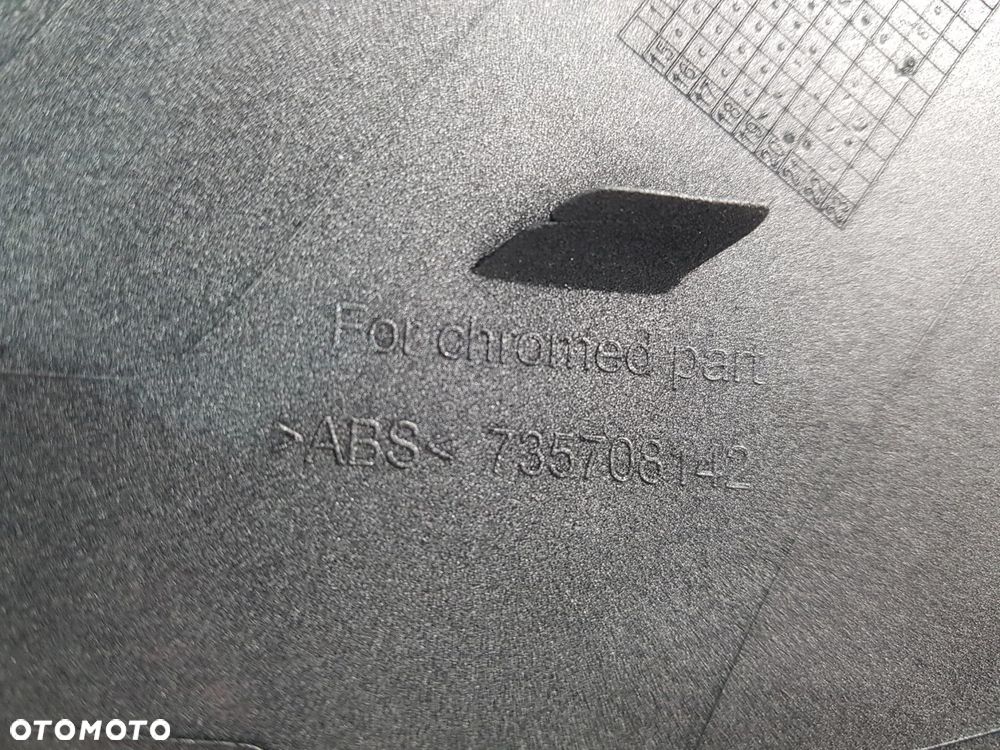 For chromed part
>ABS< 735708142
OTOMOTO